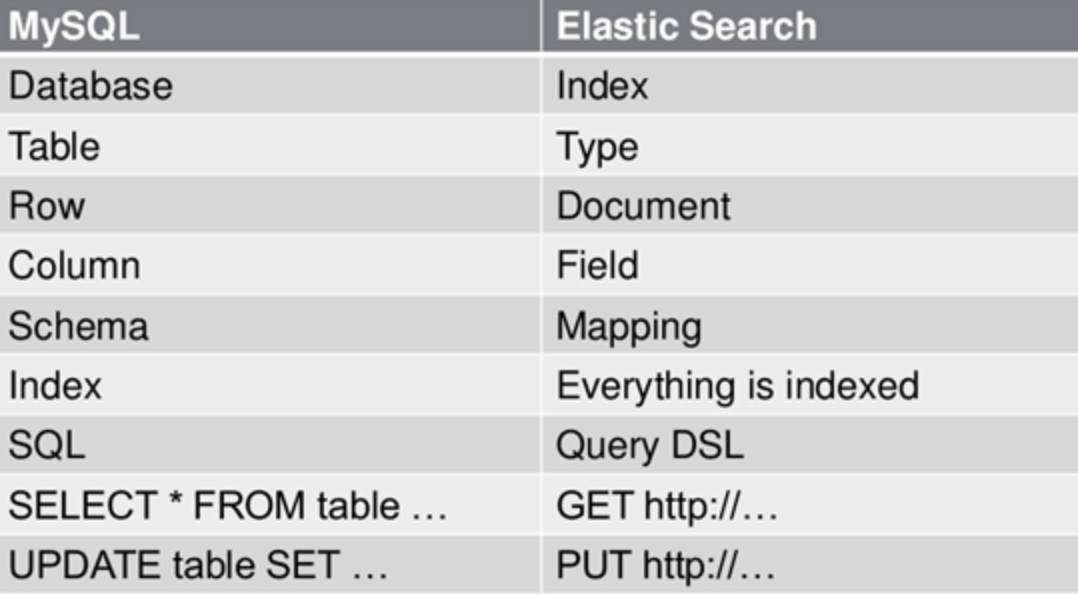 MySQL Elastic Search
Database Index
Table Type
Row Document
Column Field
Schema Mapping
Index Everything is indexed
SQL Query DSL
SELECT * FROM table … GET http://…
UPDATE table SET … PUT http://…